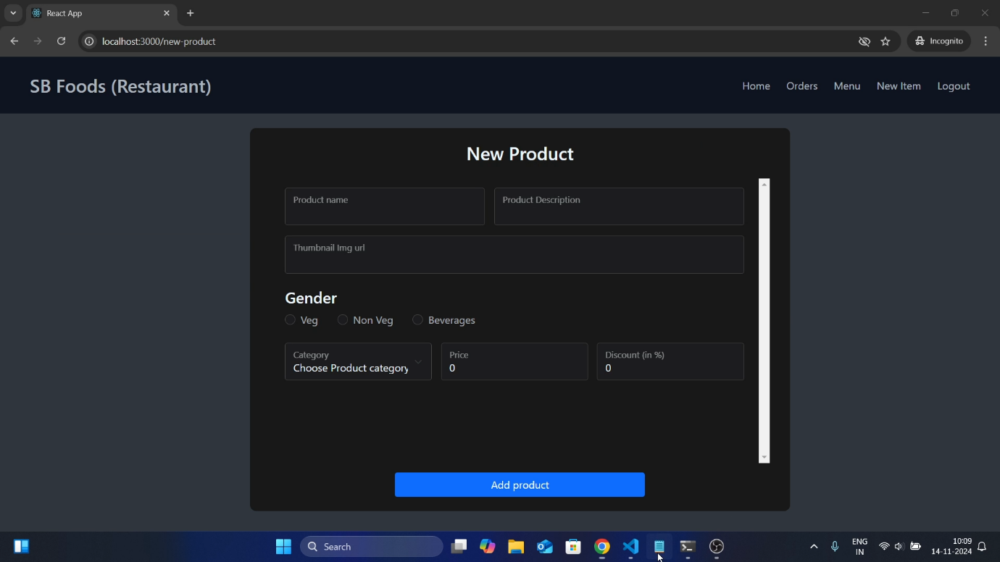 React App
localhost:3000/new-product
Incognito
SB Foods (Restaurant)
Home Orders Menu New Item Logout
New Product
Product name
Product Description
Thumbnail Img url
Gender
Veg Non Veg Beverages
Category
Choose Product category
Price
0
Discount (in %)
0
Add product
Search
ENG
IN
10:09
14-11-2024